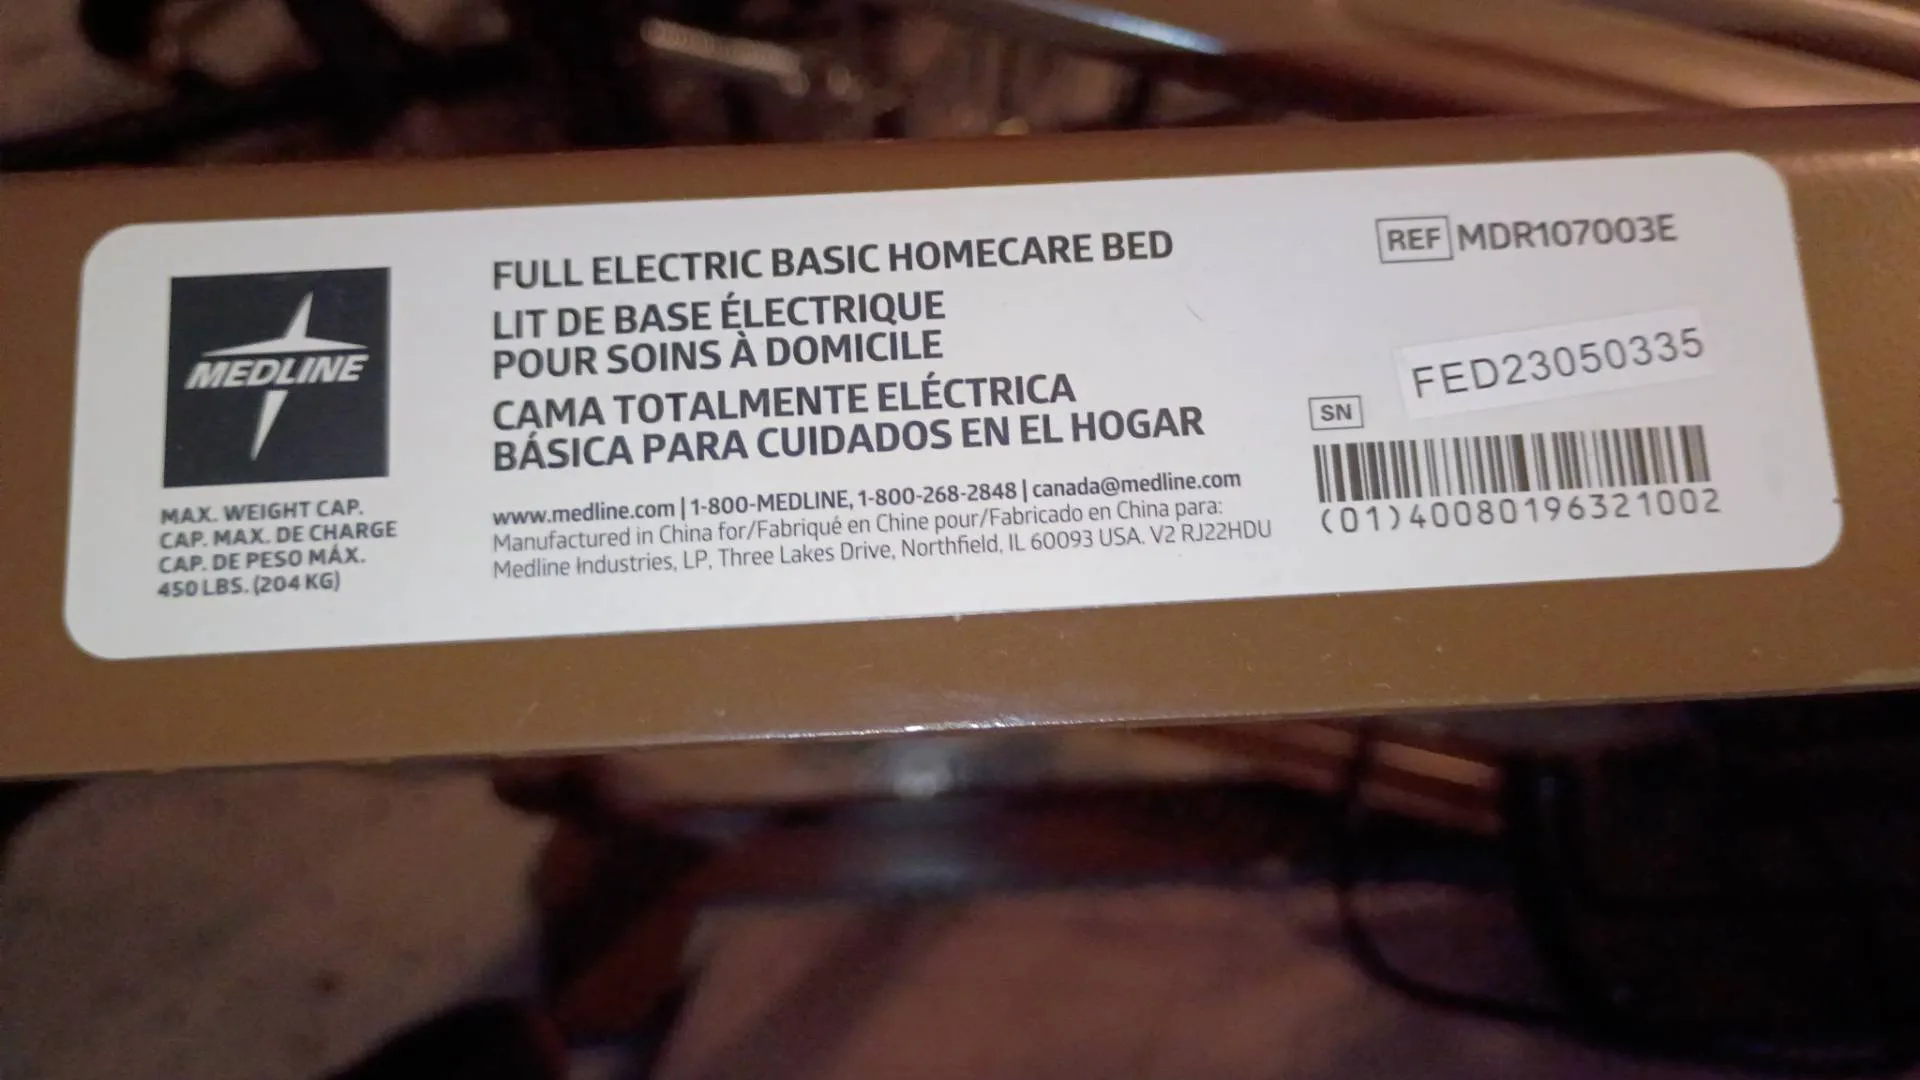 MEDLINE
MAX. WEIGHT CAP.
CAP. MAX. DE CHARGE
CAP. DE PESO MÁX.
450 LBS. (204 KG)
FULL ELECTRIC BASIC HOMECARE BED
LIT DE BASE ÉLECTRIQUE
POUR SOINS À DOMICILE
CAMA TOTALMENTE ELÉCTRICA
BÁSICA PARA CUIDADOS EN EL HOGAR
www.medline.com | 1-800-MEDLINE, 1-800-268-2848 | canada@medline.com
Manufactured in China for/Fabriqué en Chine pour/Fabricado en China para:
Medline Industries, LP, Three Lakes Drive, Northfield, IL 60093 USA. V2 RJ22HDU
REF MDR107003E
FED23050335
SN
(01)40080196321002